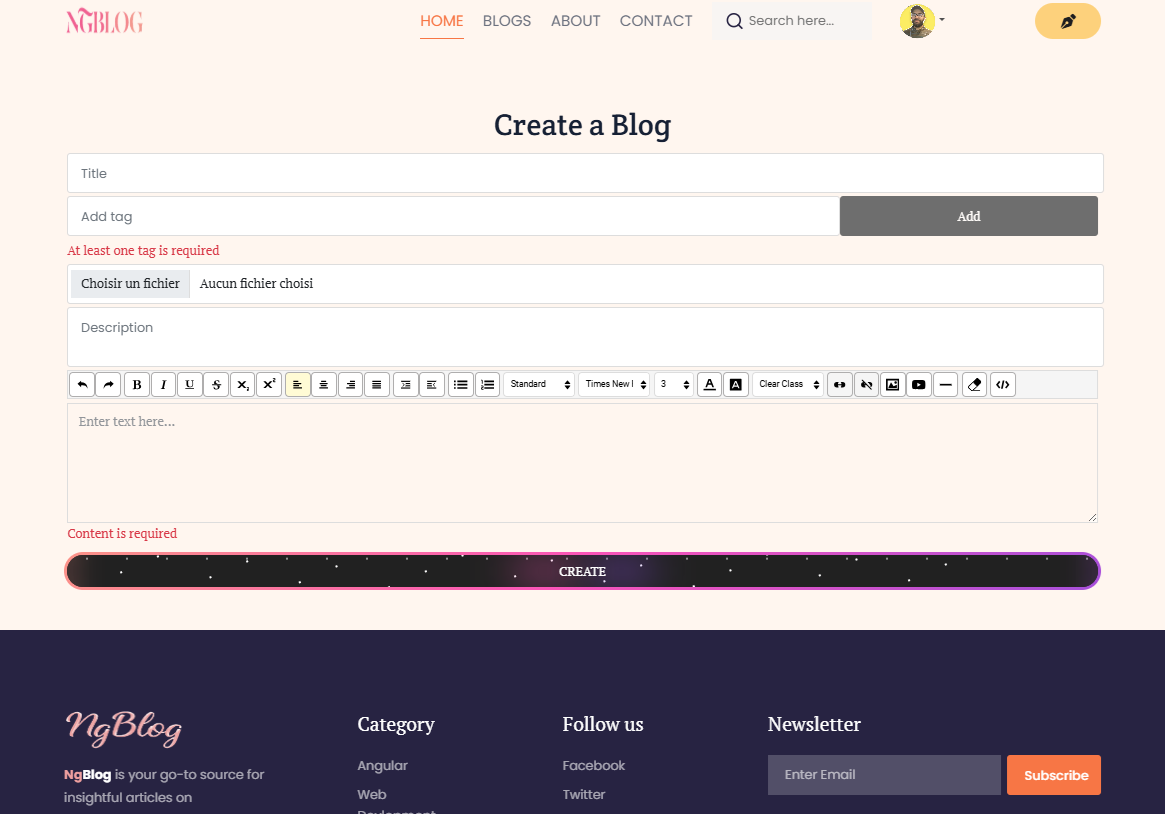 NGBLOG
HOME BLOGS ABOUT CONTACT Search here...
Create a Blog
Title
Add tag Add
At least one tag is required
Choisir un fichier Aucun fichier choisi
Description
B I U S X₂ X² Standard Times New 3 A A Clear Class
Enter text here...
Content is required
CREATE
NgBlog Category Follow us Newsletter
NgBlog is your go-to source for Angular Facebook Enter Email Subscribe
insightful articles on Web Twitter